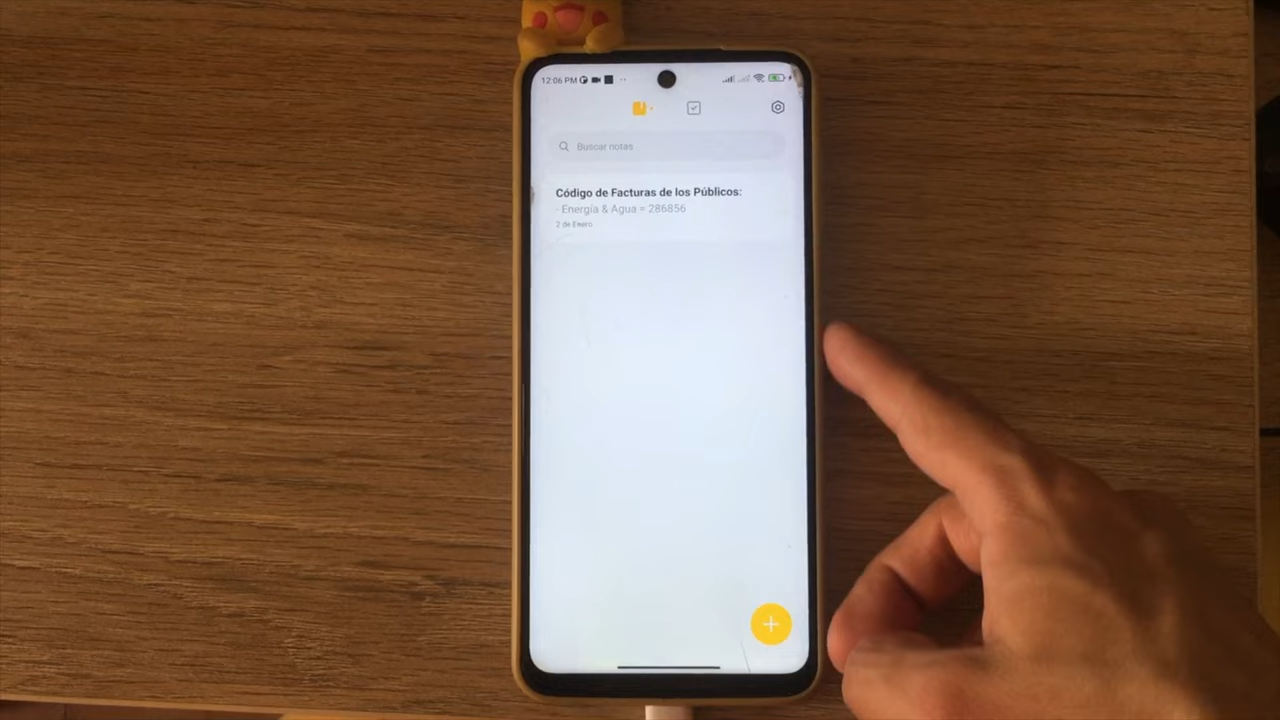 12:06 PM
Buscar notas
Código de Facturas de los Públicos:
- Energía & Agua = 286856
2 de Enero